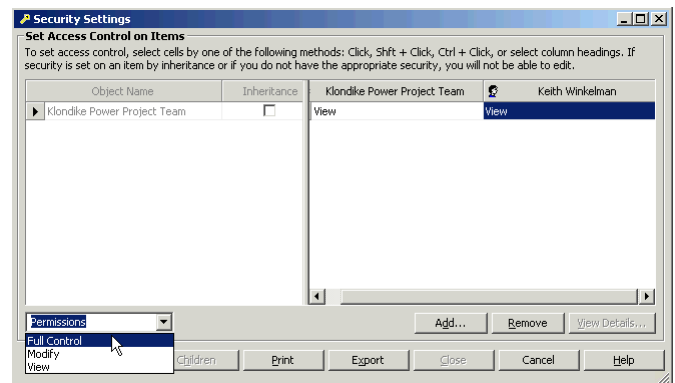 Security Settings
Set Access Control on Items
To set access control, select cells by one of the following methods: Click, Shft + Click, Ctrl + Click, or select column headings. If
security is set on an item by inheritance or if you do not have the appropriate security, you will not be able to edit.
Object Name Inheritance Klondike Power Project Team Keith Winkelman
Klondike Power Project Team View View
Permissions Add... Remove View Details...
Full Control
Modify
View
Children Print Export Close Cancel Help